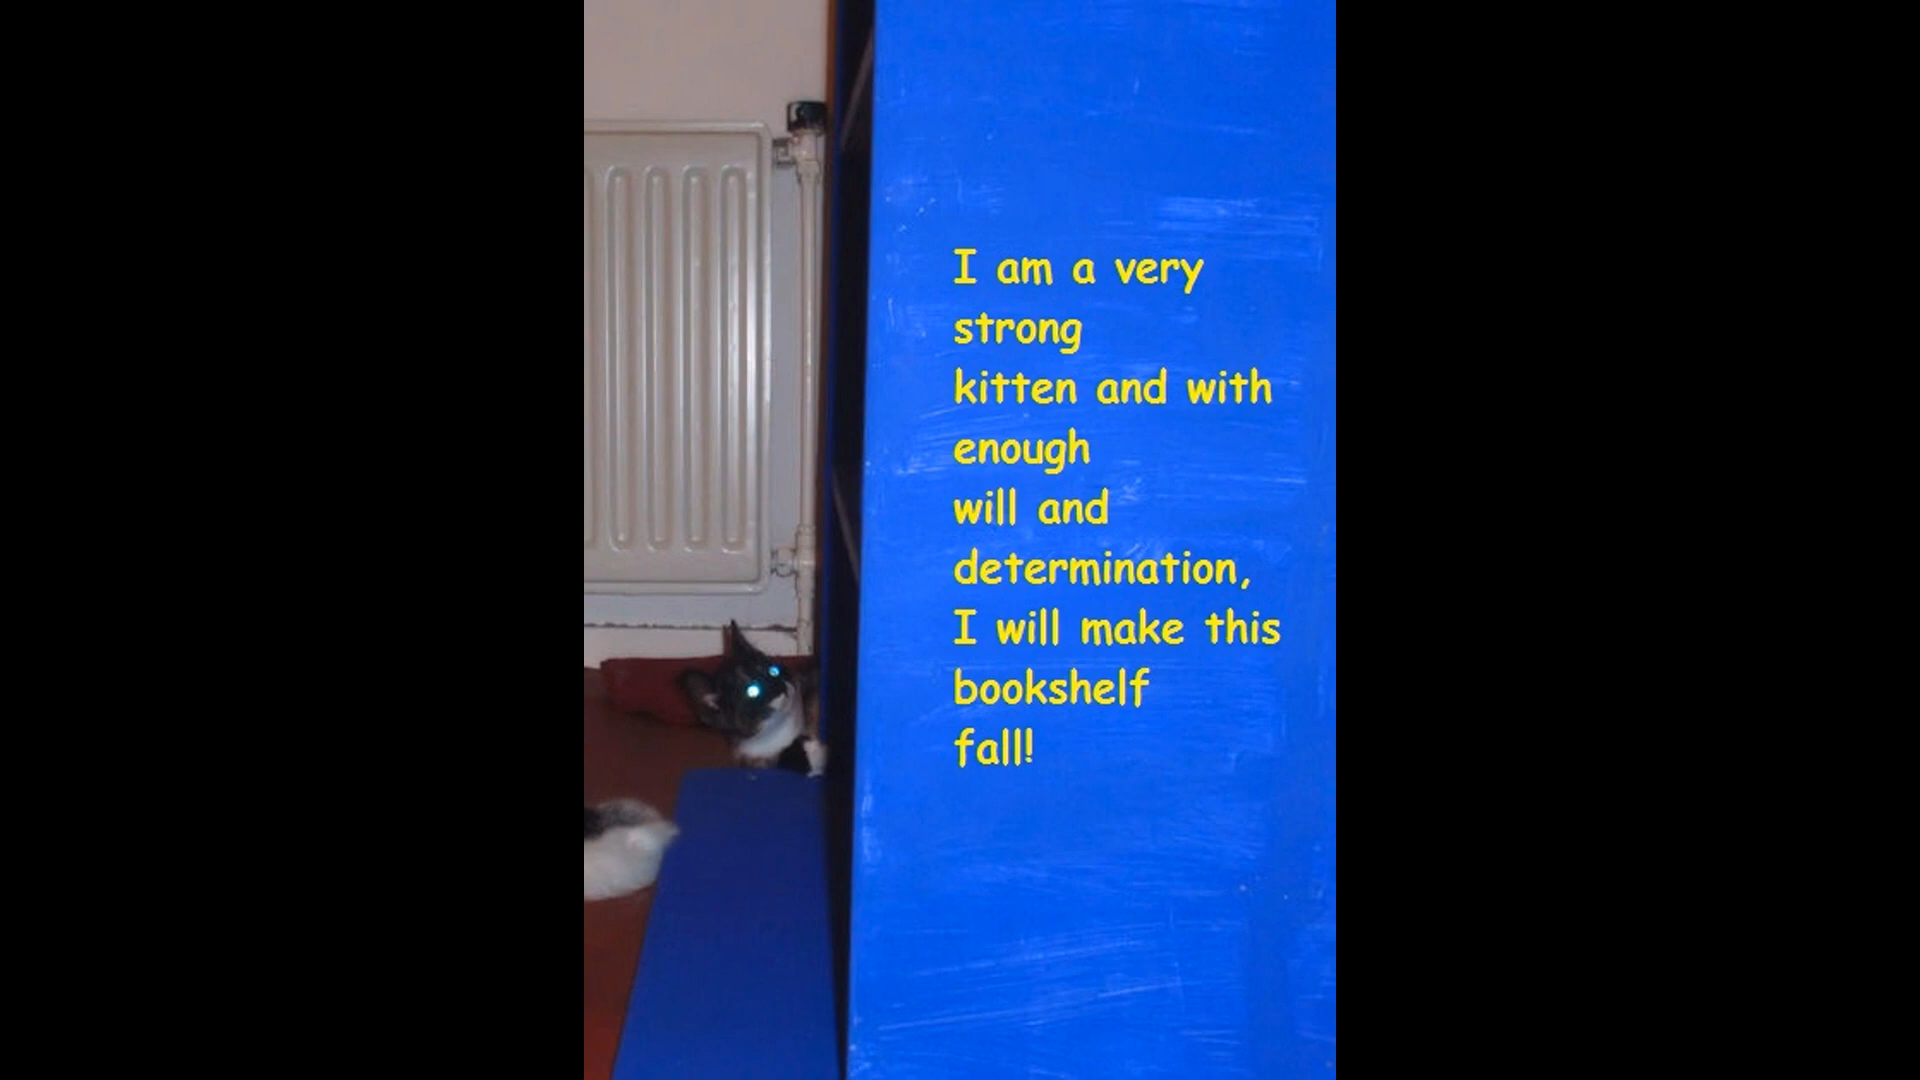 I am a very
strong
kitten and with
enough
will and
determination,
I will make this
bookshelf
fall!